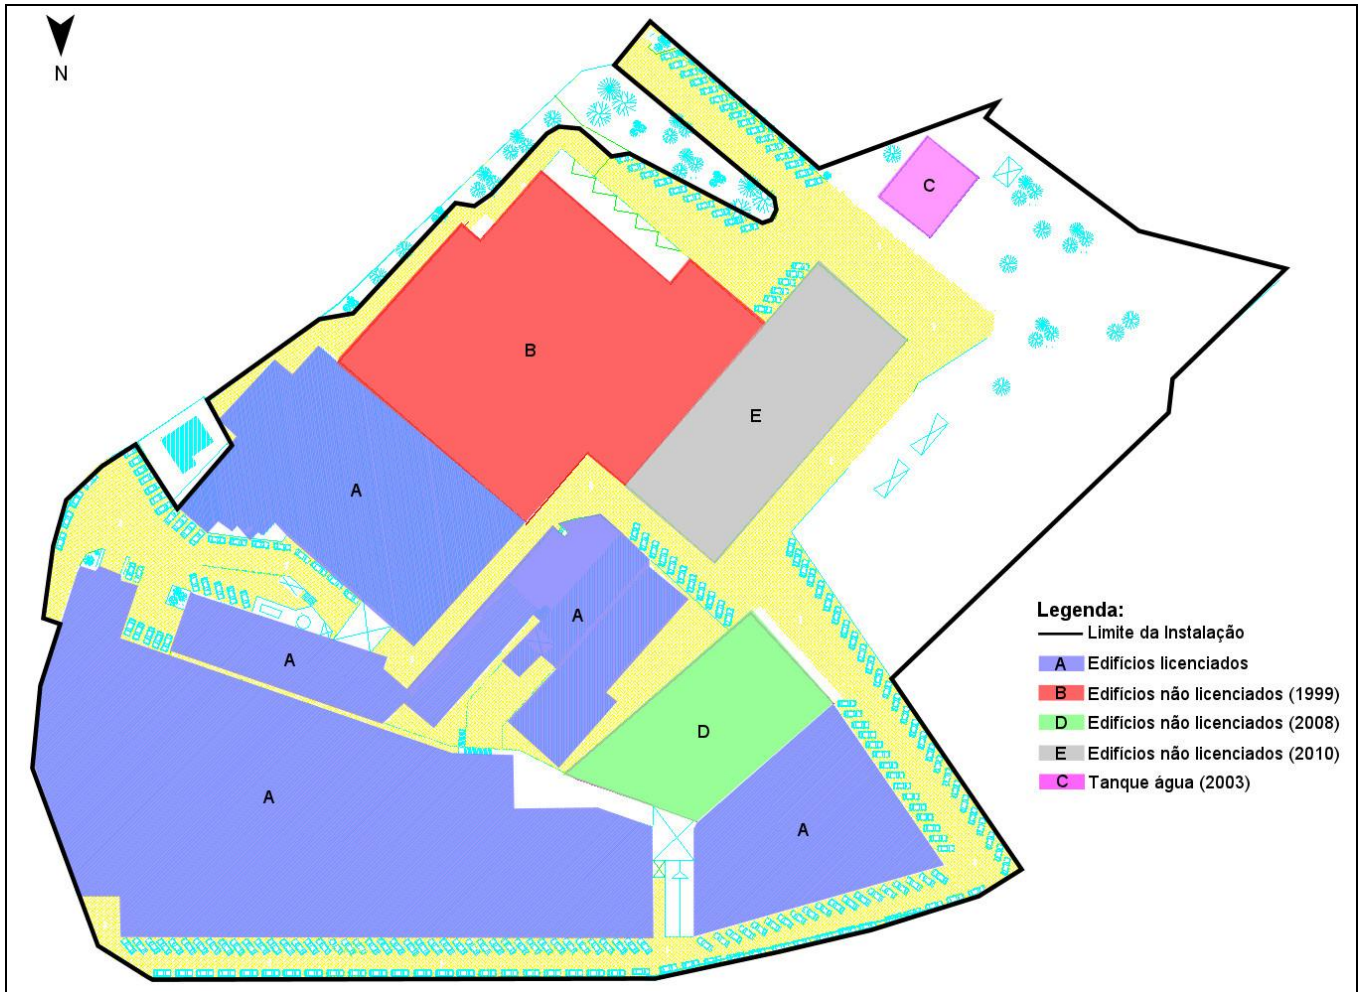 N
C
B
E
A
A
A
D
A
A
Legenda:
Limite da Instalação
A Edifícios licenciados
B Edifícios não licenciados (1999)
D Edifícios não licenciados (2008)
E Edifícios não licenciados (2010)
C Tanque água (2003)